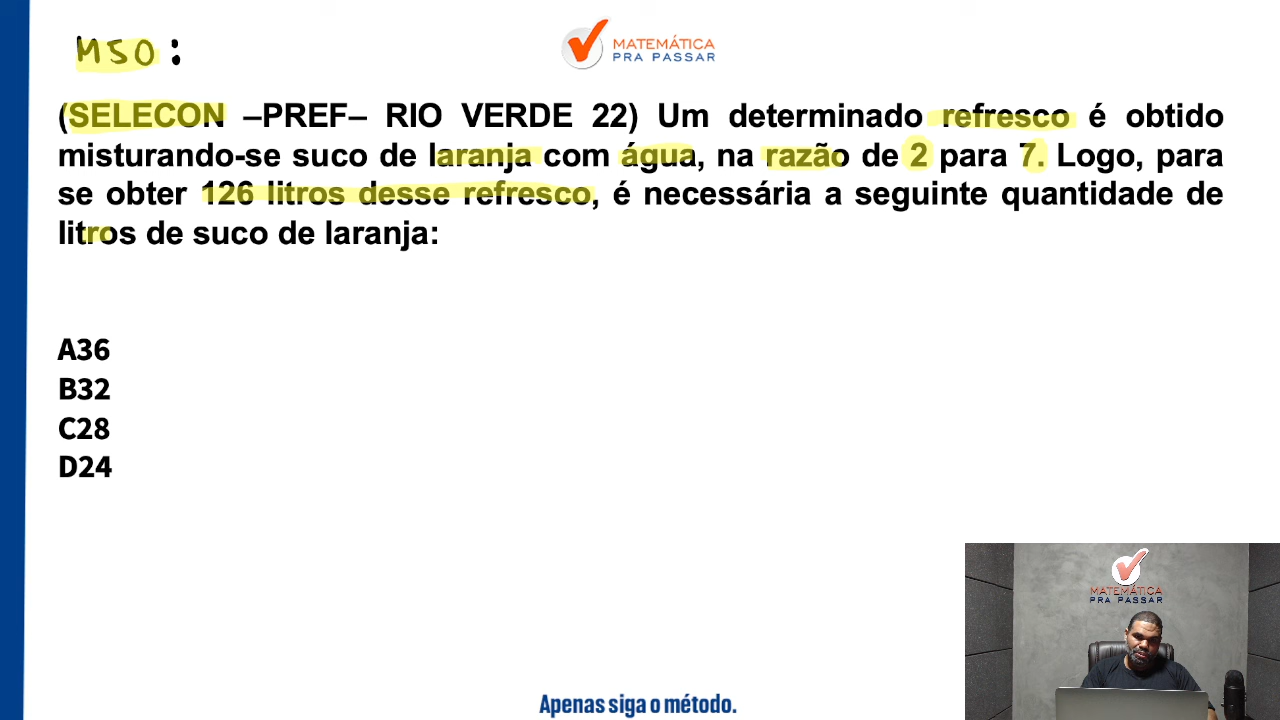 M50:
MATEMÁTICA
PRA PASSAR
(SELECON –PREF– RIO VERDE 22) Um determinado refresco é obtido
misturando-se suco de laranja com água, na razão de 2 para 7. Logo, para
se obter 126 litros desse refresco, é necessária a seguinte quantidade de
litros de suco de laranja:
A36
B32
C28
D24
MATEMÁTICA
PRA PASSAR
Apenas siga o método.